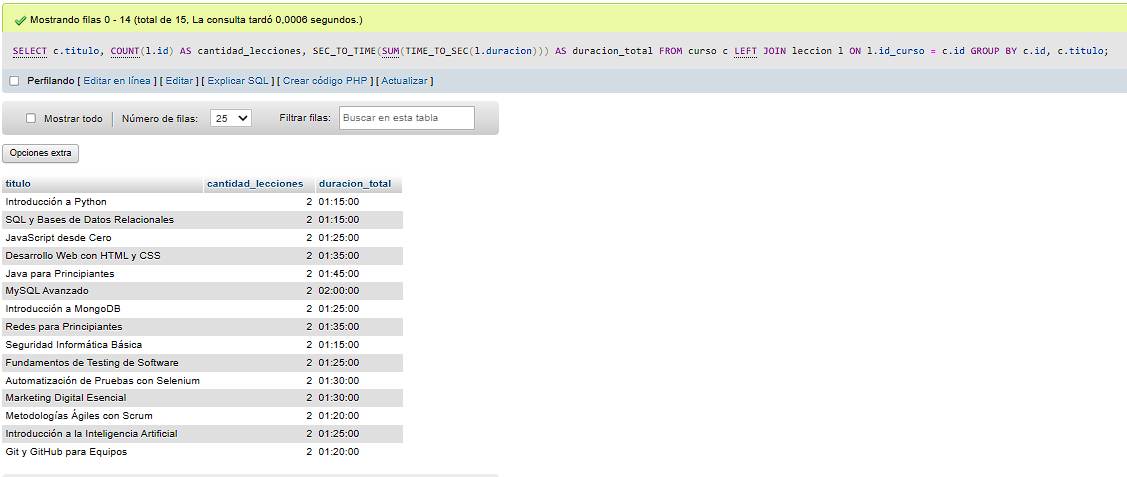 Mostrando filas 0 - 14 (total de 15, La consulta tardó 0,0006 segundos.)
SELECT c.titulo, COUNT(l.id) AS cantidad_lecciones, SEC_TO_TIME(SUM(TIME_TO_SEC(l.duracion))) AS duracion_total FROM curso c LEFT JOIN leccion l ON l.id_curso = c.id GROUP BY c.id, c.titulo;
Perfilando [ Editar en línea ] [ Editar ] [ Explicar SQL ] [ Crear código PHP ] [ Actualizar ]
Mostrar todo Número de filas: 25 Filtrar filas: Buscar en esta tabla
Opciones extra
titulo cantidad_lecciones duracion_total
Introducción a Python 2 01:15:00
SQL y Bases de Datos Relacionales 2 01:15:00
JavaScript desde Cero 2 01:25:00
Desarrollo Web con HTML y CSS 2 01:35:00
Java para Principiantes 2 01:45:00
MySQL Avanzado 2 02:00:00
Introducción a MongoDB 2 01:25:00
Redes para Principiantes 2 01:35:00
Seguridad Informática Básica 2 01:15:00
Fundamentos de Testing de Software 2 01:25:00
Automatización de Pruebas con Selenium 2 01:30:00
Marketing Digital Esencial 2 01:30:00
Metodologías Ágiles con Scrum 2 01:20:00
Introducción a la Inteligencia Artificial 2 01:25:00
Git y GitHub para Equipos 2 01:20:00